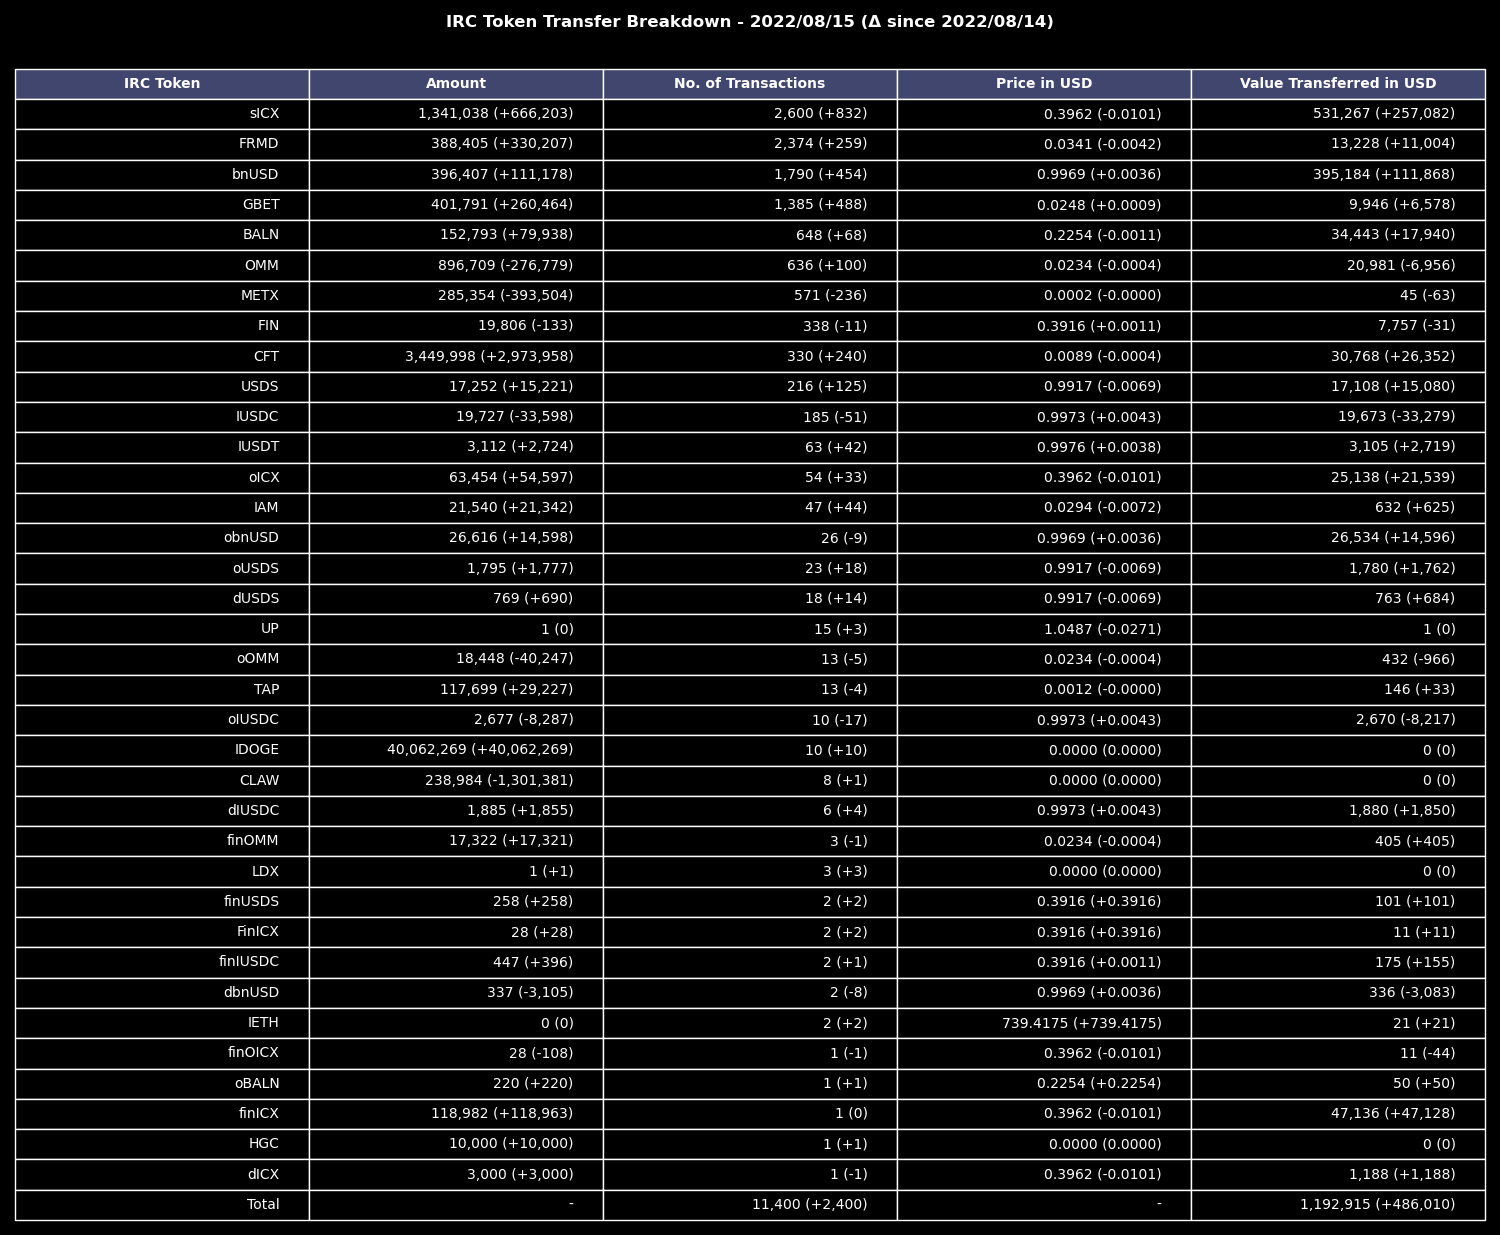 IRC Token Transfer Breakdown - 2022/08/15 (Δ since 2022/08/14)
IRC Token Amount No. of Transactions Price in USD Value Transferred in USD
sICX 1,341,038 (+666,203) 2,600 (+832) 0.3962 (-0.0101) 531,267 (+257,082)
FRMD 388,405 (+330,207) 2,374 (+259) 0.0341 (-0.0042) 13,228 (+11,004)
bnUSD 396,407 (+111,178) 1,790 (+454) 0.9969 (+0.0036) 395,184 (+111,868)
GBET 401,791 (+260,464) 1,385 (+488) 0.0248 (+0.0009) 9,946 (+6,578)
BALN 152,793 (+79,938) 648 (+68) 0.2254 (-0.0011) 34,443 (+17,940)
OMM 896,709 (-276,779) 636 (+100) 0.0234 (-0.0004) 20,981 (-6,956)
METX 285,354 (-393,504) 571 (-236) 0.0002 (-0.0000) 45 (-63)
FIN 19,806 (-133) 338 (-11) 0.3916 (+0.0011) 7,757 (-31)
CFT 3,449,998 (+2,973,958) 330 (+240) 0.0089 (-0.0004) 30,768 (+26,352)
USDS 17,252 (+15,221) 216 (+125) 0.9917 (-0.0069) 17,108 (+15,080)
IUSDC 19,727 (-33,598) 185 (-51) 0.9973 (+0.0043) 19,673 (-33,279)
IUSDT 3,112 (+2,724) 63 (+42) 0.9976 (+0.0038) 3,105 (+2,719)
oICX 63,454 (+54,597) 54 (+33) 0.3962 (-0.0101) 25,138 (+21,539)
IAM 21,540 (+21,342) 47 (+44) 0.0294 (-0.0072) 632 (+625)
obnUSD 26,616 (+14,598) 26 (-9) 0.9969 (+0.0036) 26,534 (+14,596)
oUSDS 1,795 (+1,777) 23 (+18) 0.9917 (-0.0069) 1,780 (+1,762)
dUSDS 769 (+690) 18 (+14) 0.9917 (-0.0069) 763 (+684)
UP 1 (0) 15 (+3) 1.0487 (-0.0271) 1 (0)
oOMM 18,448 (-40,247) 13 (-5) 0.0234 (-0.0004) 432 (-966)
TAP 117,699 (+29,227) 13 (-4) 0.0012 (-0.0000) 146 (+33)
oIUSDC 2,677 (-8,287) 10 (-17) 0.9973 (+0.0043) 2,670 (-8,217)
IDOGE 40,062,269 (+40,062,269) 10 (+10) 0.0000 (0.0000) 0 (0)
CLAW 238,984 (-1,301,381) 8 (+1) 0.0000 (0.0000) 0 (0)
dIUSDC 1,885 (+1,855) 6 (+4) 0.9973 (+0.0043) 1,880 (+1,850)
finOMM 17,322 (+17,321) 3 (-1) 0.0234 (-0.0004) 405 (+405)
LDX 1 (+1) 3 (+3) 0.0000 (0.0000) 0 (0)
finUSDS 258 (+258) 2 (+2) 0.3916 (+0.3916) 101 (+101)
FinICX 28 (+28) 2 (+2) 0.3916 (+0.3916) 11 (+11)
finIUSDC 447 (+396) 2 (+1) 0.3916 (+0.0011) 175 (+155)
dbnUSD 337 (-3,105) 2 (-8) 0.9969 (+0.0036) 336 (-3,083)
IETH 0 (0) 2 (+2) 739.4175 (+739.4175) 21 (+21)
finOICX 28 (-108) 1 (-1) 0.3962 (-0.0101) 11 (-44)
oBALN 220 (+220) 1 (+1) 0.2254 (+0.2254) 50 (+50)
finICX 118,982 (+118,963) 1 (0) 0.3962 (-0.0101) 47,136 (+47,128)
HGC 10,000 (+10,000) 1 (+1) 0.0000 (0.0000) 0 (0)
dICX 3,000 (+3,000) 1 (-1) 0.3962 (-0.0101) 1,188 (+1,188)
Total - 11,400 (+2,400) - 1,192,915 (+486,010)